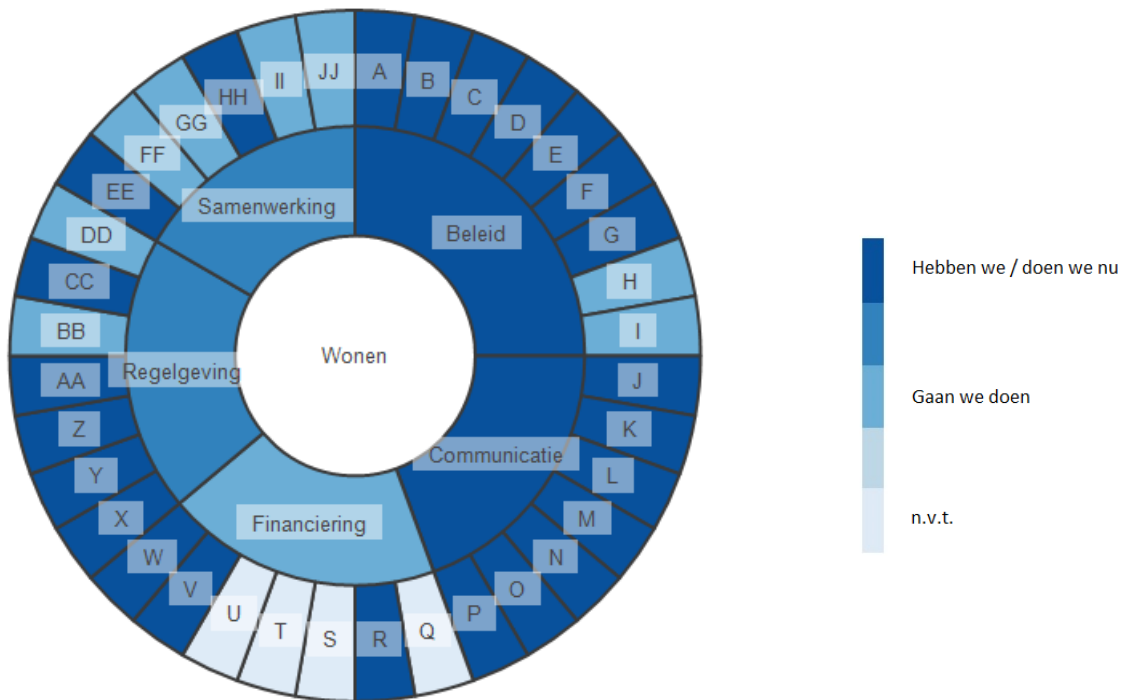 A
B
C
D
E
F
G
H
I
J
K
L
M
N
O
P
Q
R
S
T
U
V
W
X
Y
Z
AA
BB
CC
DD
EE
FF
GG
HH
II
JJ
Samenwerking
Beleid
Wonen
Regelgeving
Communicatie
Financiering
Hebben we / doen we nu
Gaan we doen
n.v.t.